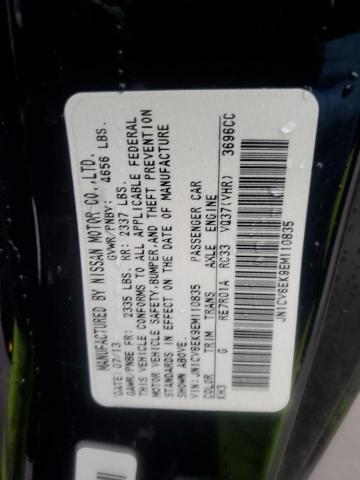 MANUFACTURED BY NISSAN MOTOR CO., LTD.
DATE: 07/13 GVWR/PNBV: 4656 LBS.
GAWR/PNBE FR: 2335 LBS. RR: 2337 LBS.
THIS VEHICLE CONFORMS TO ALL APPLICABLE FEDERAL
MOTOR VEHICLE SAFETY, BUMPER, AND THEFT PREVENTION
STANDARDS IN EFFECT ON THE DATE OF MANUFACTURE
SHOWN ABOVE.
VIN: JN1CV6EK9EM110835 PASSENGER CAR
COLOR TRIM TRANS AXLE ENGINE
KH3 G RE7R01A RC33 VQ37(VHR) 3696CC
JN1CV6EK9EM110835